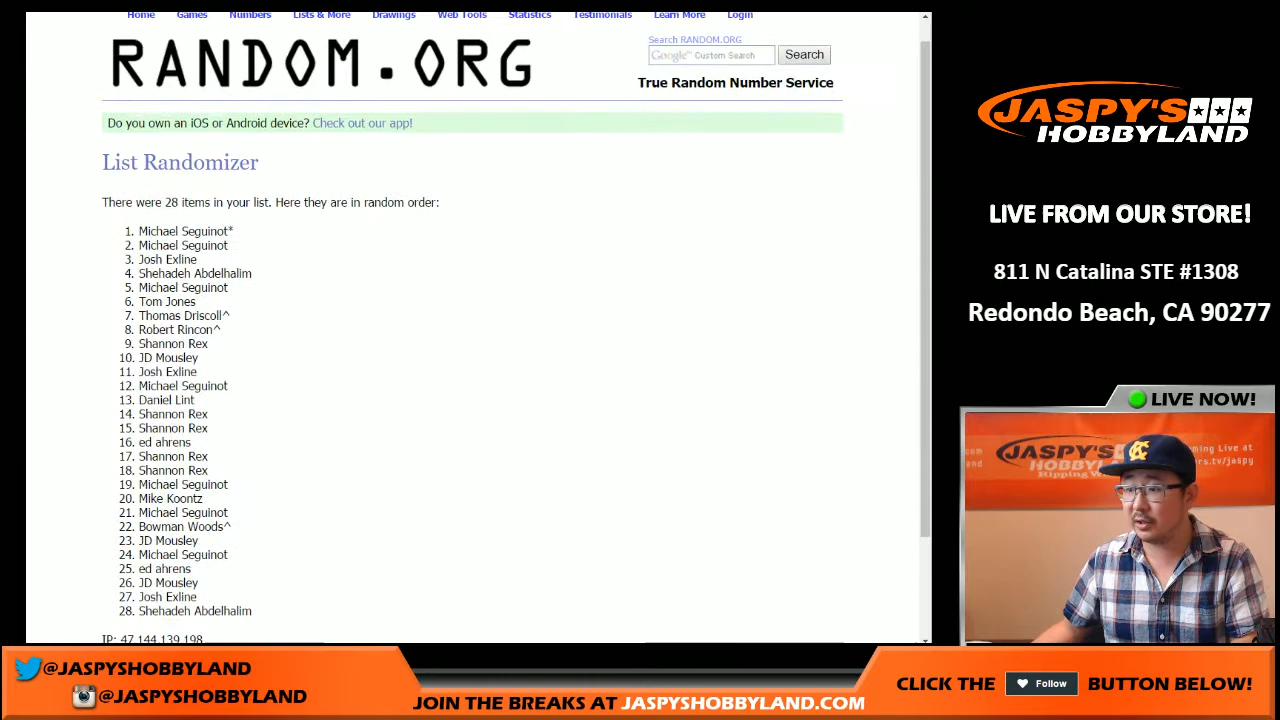 Home Games Numbers Lists & More Drawings Web Tools Statistics Testimonials Learn More Login
RANDOM.ORG
Search RANDOM.ORG
Google™ Custom Search
Search
True Random Number Service
Do you own an iOS or Android device? Check out our app!
List Randomizer
There were 28 items in your list. Here they are in random order:
1. Michael Seguinot*
2. Michael Seguinot
3. Josh Exline
4. Shehadeh Abdelhalim
5. Michael Seguinot
6. Tom Jones
7. Thomas Driscoll^
8. Robert Rincon^
9. Shannon Rex
10. JD Mousley
11. Josh Exline
12. Michael Seguinot
13. Daniel Lint
14. Shannon Rex
15. Shannon Rex
16. ed ahrens
17. Shannon Rex
18. Shannon Rex
19. Michael Seguinot
20. Mike Koontz
21. Michael Seguinot
22. Bowman Woods^
23. JD Mousley
24. Michael Seguinot
25. ed ahrens
26. JD Mousley
27. Josh Exline
28. Shehadeh Abdelhalim
IP: 47.144.139.198
JASPY'S
HOBBYLAND
LIVE FROM OUR STORE!
811 N Catalina STE #1308
Redondo Beach, CA 90277
LIVE NOW!
JASPY'S
HOBBYLAND
@JASPYSHOBBYLAND
@JASPYSHOBBYLAND
JOIN THE BREAKS AT JASPYSHOBBYLAND.COM
CLICK THE Follow BUTTON BELOW!